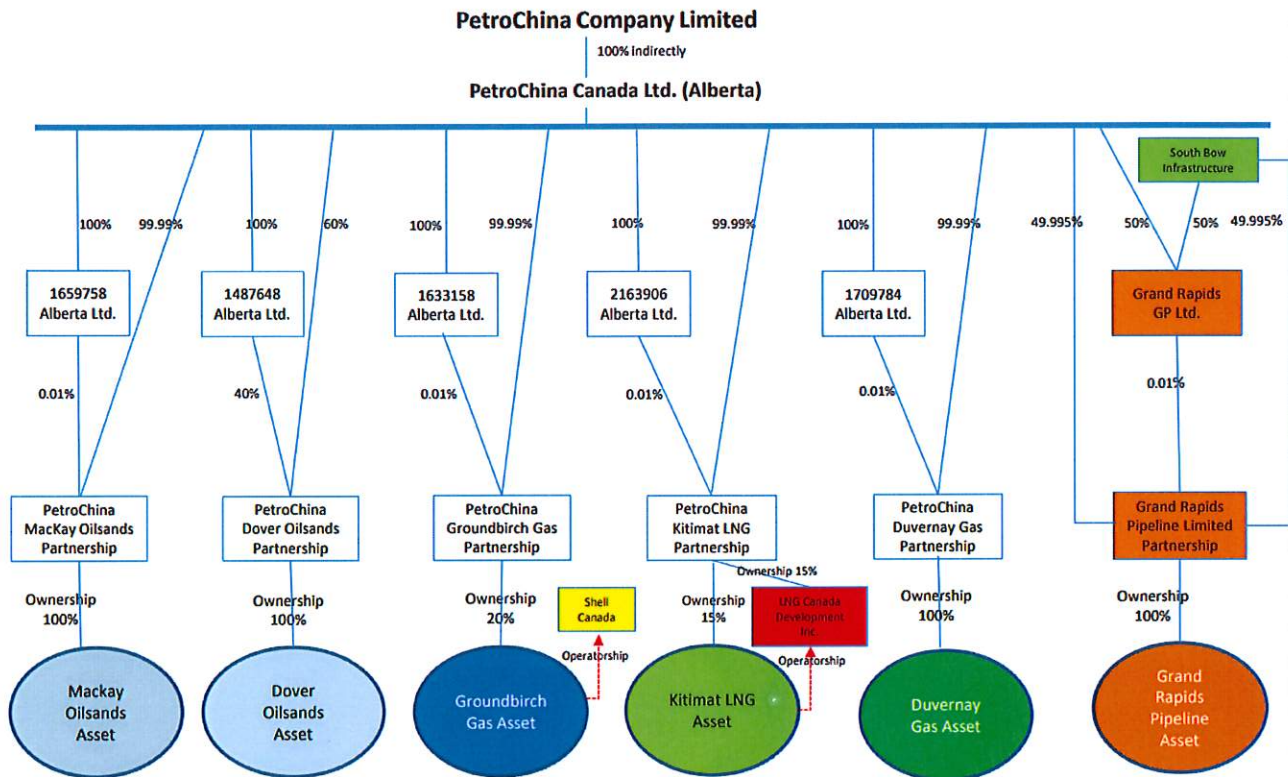 PetroChina Company Limited
100% indirectly
PetroChina Canada Ltd. (Alberta)
South Bow
Infrastructure
100%
99.99%
100%
60%
100%
99.99%
100%
99.99%
100%
99.99%
49.995%
50%
50%
49.995%
1659758
Alberta Ltd.
1487648
Alberta Ltd.
1633158
Alberta Ltd.
2163906
Alberta Ltd.
1709784
Alberta Ltd.
Grand Rapids
GP Ltd.
0.01%
40%
0.01%
0.01%
0.01%
0.01%
PetroChina
MacKay Oilsands
Partnership
PetroChina
Dover Oilsands
Partnership
PetroChina
Groundbirch Gas
Partnership
PetroChina
Kitimat LNG
Partnership
PetroChina
Duvernay Gas
Partnership
Grand Rapids
Pipeline Limited
Partnership
Ownership
100%
Ownership
100%
Ownership
20%
Shell
Canada
Operatorship
Ownership
15%
Ownership 15%
LNG Canada
Development
Inc.
Operatorship
Ownership
100%
Ownership
100%
Mackay
Oilsands
Asset
Dover
Oilsands
Asset
Groundbirch
Gas Asset
Kitimat LNG
Asset
Duvernay
Gas Asset
Grand
Rapids
Pipeline
Asset